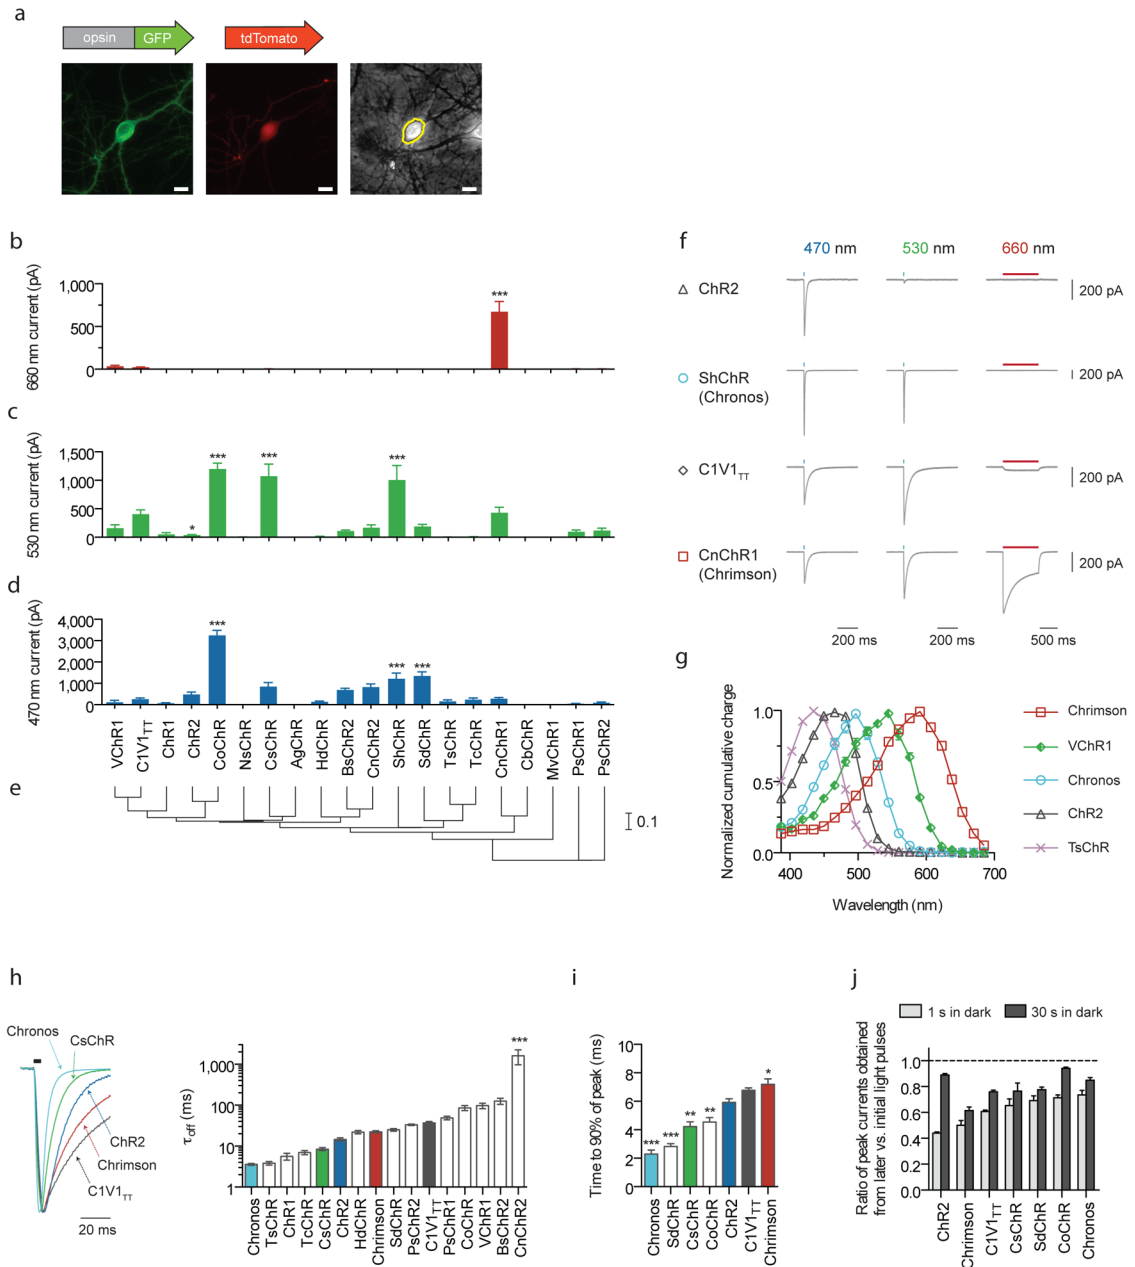 a
opsin
GFP
tdTomato
b
660 nm current (pA)
1,000
500
0
***
c
530 nm current (pA)
1,500
1,000
500
0
***
*
***
***
d
470 nm current (pA)
4,000
3,000
2,000
1,000
0
***
***
***
VChR1
C1V1TT
ChR1
ChR2
CoChR
NsChR
CsChR
AgChR
HdChR
BsChR2
CnChR2
ShChR
SdChR
TsChR
TcChR
CnChR1
CbChR
MvChR1
PsChR1
PsChR2
e
0.1
f
470 nm
530 nm
660 nm
ChR2
200 pA
ShChR
(Chronos)
200 pA
C1V1TT
200 pA
CnChR1
(Chrimson)
200 pA
200 ms
200 ms
500 ms
g
Normalized cumulative charge
1.0
0.5
0.0
400
500
600
700
Wavelength (nm)
Chrimson
VChR1
Chronos
ChR2
TsChR
h
Chronos
CsChR
ChR2
Chrimson
C1V1TT
20 ms
τoff (ms)
1000
100
10
1
***
Chronos
TsChR
ChR1
TcChR
CsChR
ChR2
HdChR
Chrimson
SdChR
PsChR2
C1V1TT
PsChR1
CoChR
VChR1
BsChR2
CnChR2
i
Time to 90% of peak (ms)
10
8
6
4
2
0
***
***
**
**
*
Chronos
SdChR
CsChR
CoChR
ChR2
C1V1TT
Chrimson
j
Ratio of peak currents obtained
from later vs. initial light pulses
1 s in dark
30 s in dark
1.0
0.8
0.6
0.4
0.2
0.0
ChR2
Chrimson
C1V1TT
CsChR
SdChR
CoChR
Chronos